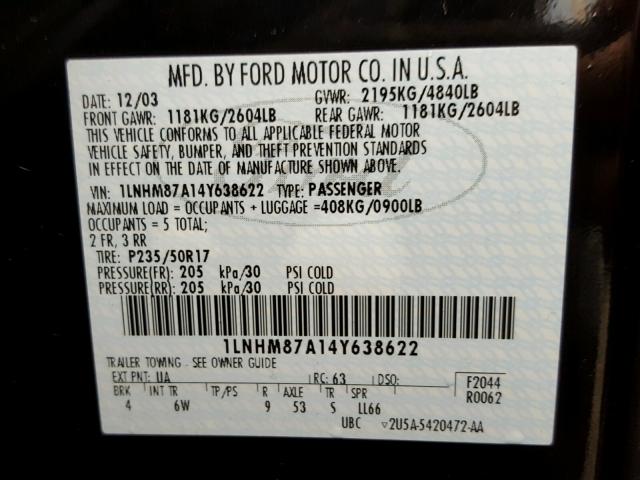 MFD. BY FORD MOTOR CO. IN U.S.A.
DATE: 12/03 GVWR: 2195KG/4840LB
FRONT GAWR: 1181KG/2604LB REAR GAWR: 1181KG/2604LB
THIS VEHICLE CONFORMS TO ALL APPLICABLE FEDERAL MOTOR
VEHICLE SAFETY, BUMPER, AND THEFT PREVENTION STANDARDS
IN EFFECT ON THE DATE OF MANUFACTURE SHOWN ABOVE.
VIN: 1LNHM87A14Y638622 TYPE: PASSENGER
MAXIMUM LOAD = OCCUPANTS + LUGGAGE = 408KG/0900LB
OCCUPANTS = 5 TOTAL;
2 FR, 3 RR
TIRE: P235/50R17
PRESSURE(FR): 205 kPa/30 PSI COLD
PRESSURE(RR): 205 kPa/30 PSI COLD
1LNHM87A14Y638622
TRAILER TOWING - SEE OWNER GUIDE
EXT PNT: UA RC: 63 DSO: F2044
BRK INT TR TP/PS R AXLE TR SPR R0062
4 6W 9 53 S LL66
UBC ▽2U5A-5420472-AA